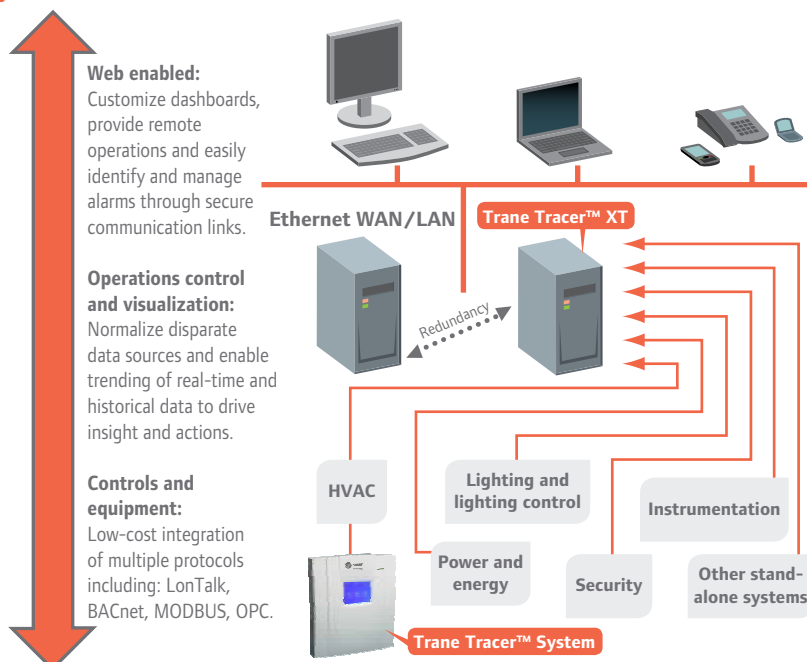 Web enabled:
Customize dashboards,
provide remote
operations and easily
identify and manage
alarms through secure
communication links.
Operations control
and visualization:
Normalize disparate
data sources and enable
trending of real-time and
historical data to drive
insight and actions.
Controls and
equipment:
Low-cost integration
of multiple protocols
including: LonTalk,
BACnet, MODBUS, OPC.
Ethernet WAN/LAN
Trane Tracer™ XT
Redundancy
HVAC
Lighting and
lighting control
Instrumentation
Power and
energy
Security
Other stand-
alone systems
Trane Tracer™ System